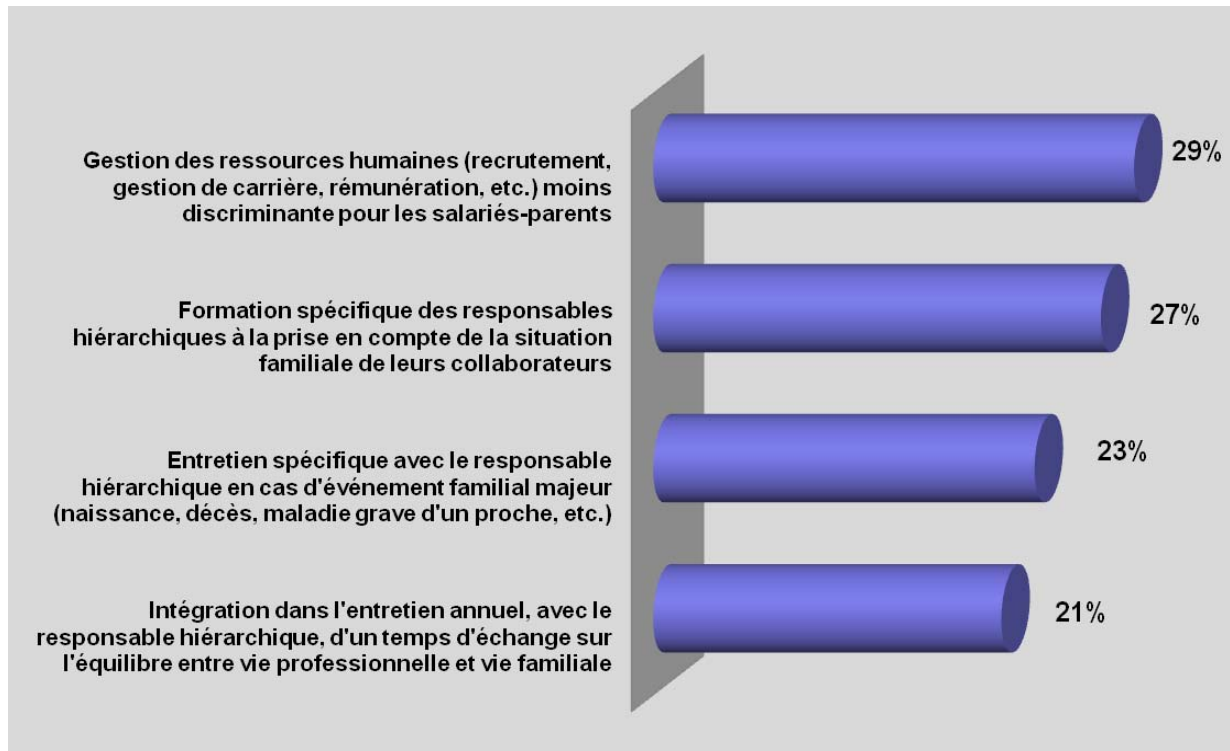 Gestion des ressources humaines (recrutement,
gestion de carrière, rémunération, etc.) moins
discriminante pour les salariés-parents
29%
Formation spécifique des responsables
hiérarchiques à la prise en compte de la situation
familiale de leurs collaborateurs
27%
Entretien spécifique avec le responsable
hiérarchique en cas d'événement familial majeur
(naissance, décès, maladie grave d'un proche, etc.)
23%
Intégration dans l'entretien annuel, avec le
responsable hiérarchique, d'un temps d'échange sur
l'équilibre entre vie professionnelle et vie familiale
21%